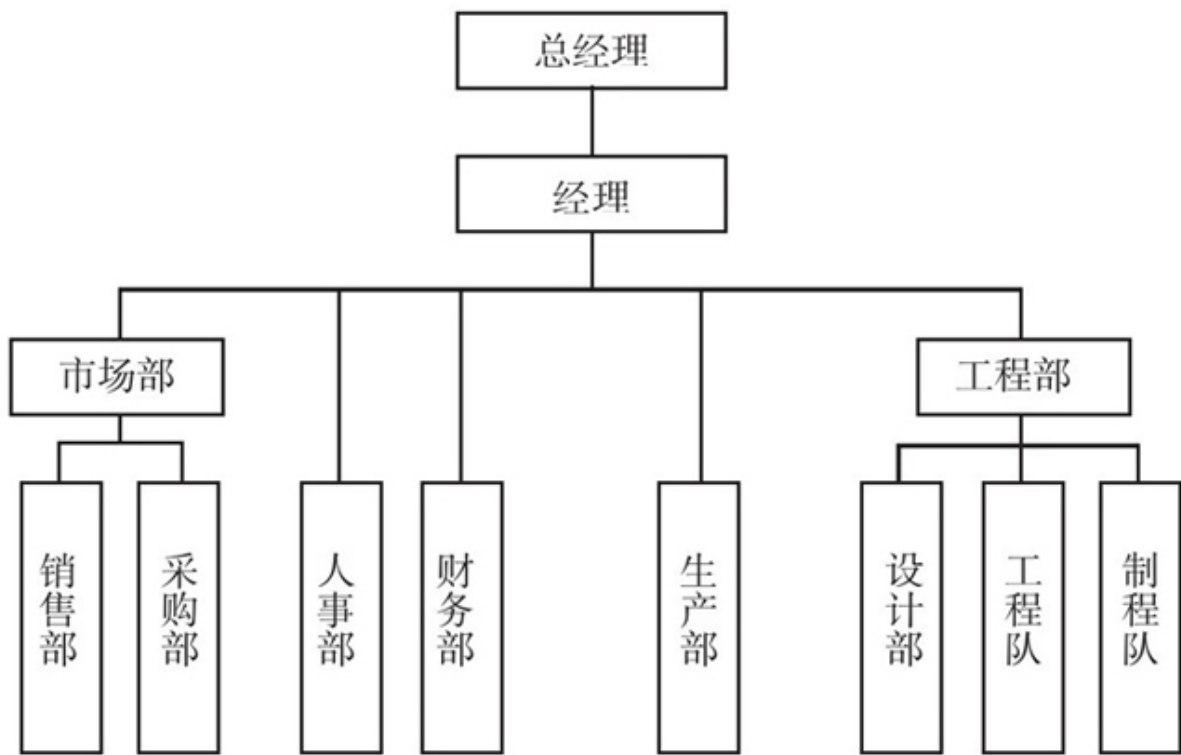 总经理
经理
市场部
工程部
销售部
采购部
人事部
财务部
生产部
设计部
工程队
制程队